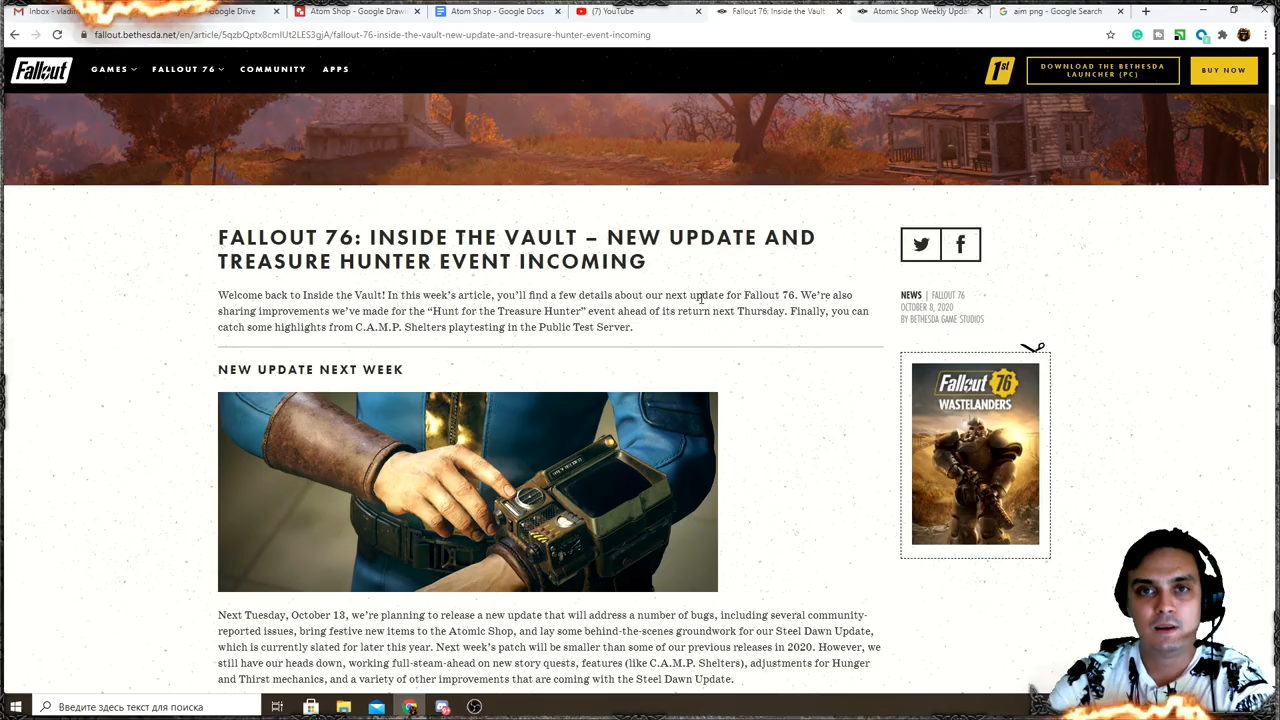 Inbox - vladim
Google Drive
Atom Shop - Google Draw
Atom Shop - Google Docs
(7) YouTube
Fallout 76: Inside the Vault
Atomic Shop Weekly Upda
aim png - Google Search
fallout.bethesda.net/en/article/
/fallout-76-inside-the-vault-new-update-and-treasure-hunter-event-incoming
Fallout
GAMES
FALLOUT 76
COMMUNITY
APPS
1st
DOWNLOAD THE BETHESDA
LAUNCHER (PC)
BUY NOW
FALLOUT 76: INSIDE THE VAULT – NEW UPDATE AND
TREASURE HUNTER EVENT INCOMING
Welcome back to Inside the Vault! In this week's article, you'll find a few details about our next update for Fallout 76. We're also
sharing improvements we've made for the “Hunt for the Treasure Hunter” event ahead of its return next Thursday. Finally, you can
catch some highlights from C.A.M.P. Shelters playtesting in the Public Test Server.
NEWS | FALLOUT 76
OCTOBER 8, 2020
BY BETHESDA GAME STUDIOS
NEW UPDATE NEXT WEEK
Fallout 76
WASTELANDERS
Next Tuesday, October 13, we're planning to release a new update that will address a number of bugs, including several community-
reported issues, bring festive new items to the Atomic Shop, and lay some behind-the-scenes groundwork for our Steel Dawn Update,
which is currently slated for later this year. Next week's patch will be smaller than some of our previous releases in 2020. However, we
still have our heads down, working full-steam-ahead on new story quests, features (like C.A.M.P. Shelters), adjustments for Hunger
and Thirst mechanics, and a variety of other improvements that are coming with the Steel Dawn Update.
Введите здесь текст для поиска